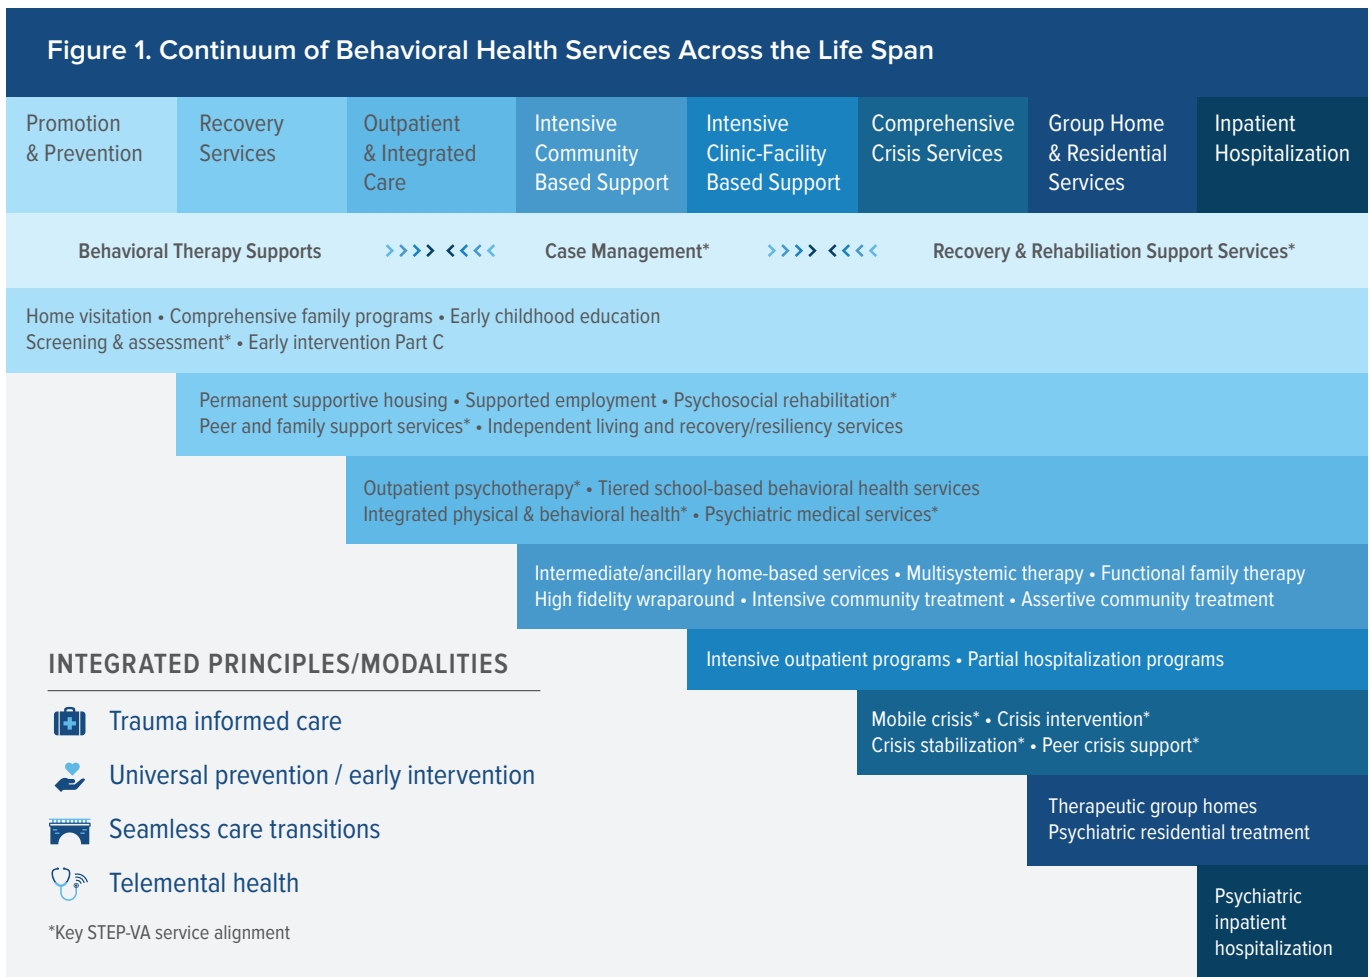 Figure 1. Continuum of Behavioral Health Services Across the Life Span
Promotion
& Prevention
Recovery
Services
Outpatient
& Integrated
Care
Intensive
Community
Based Support
Intensive
Clinic-Facility
Based Support
Comprehensive
Crisis Services
Group Home
& Residential
Services
Inpatient
Hospitalization
Behavioral Therapy Supports >>>> <<<< Case Management* >>>> <<<< Recovery & Rehabiliation Support Services*
Home visitation • Comprehensive family programs • Early childhood education
Screening & assessment* • Early intervention Part C
Permanent supportive housing • Supported employment • Psychosocial rehabilitation*
Peer and family support services* • Independent living and recovery/resiliency services
Outpatient psychotherapy* • Tiered school-based behavioral health services
Integrated physical & behavioral health* • Psychiatric medical services*
Intermediate/ancillary home-based services • Multisystemic therapy • Functional family therapy
High fidelity wraparound • Intensive community treatment • Assertive community treatment
Intensive outpatient programs • Partial hospitalization programs
Mobile crisis* • Crisis intervention*
Crisis stabilization* • Peer crisis support*
Therapeutic group homes
Psychiatric residential treatment
Psychiatric
inpatient
hospitalization
INTEGRATED PRINCIPLES/MODALITIES
Trauma informed care
Universal prevention / early intervention
Seamless care transitions
Telemental health
*Key STEP-VA service alignment